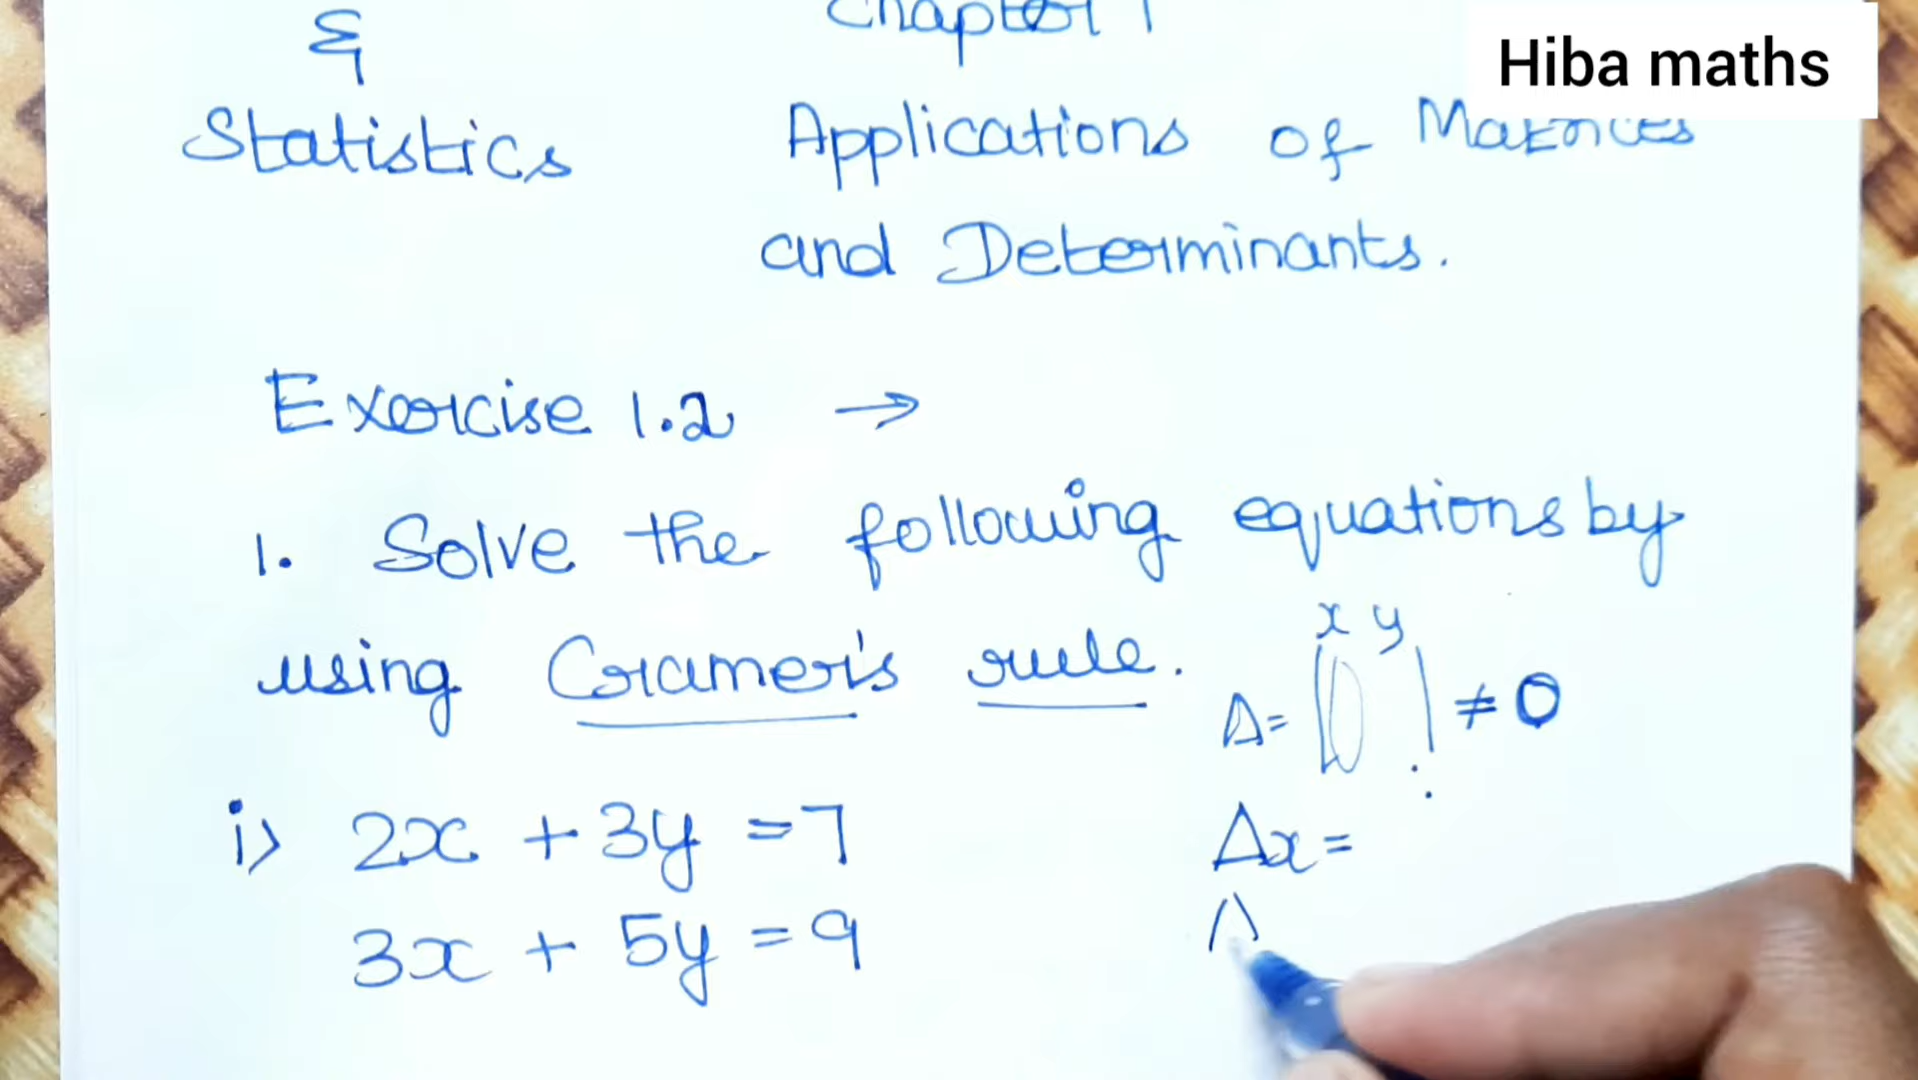 Hiba maths
& Chapter 1
Statistics Applications of Matrices
and Determinants.
Exercise 1.2 →
1. Solve the following equations by
using Cramer's rule.
x y
Δ= | | ≠ 0
i) 2x + 3y = 7
Δx =
3x + 5y = 9